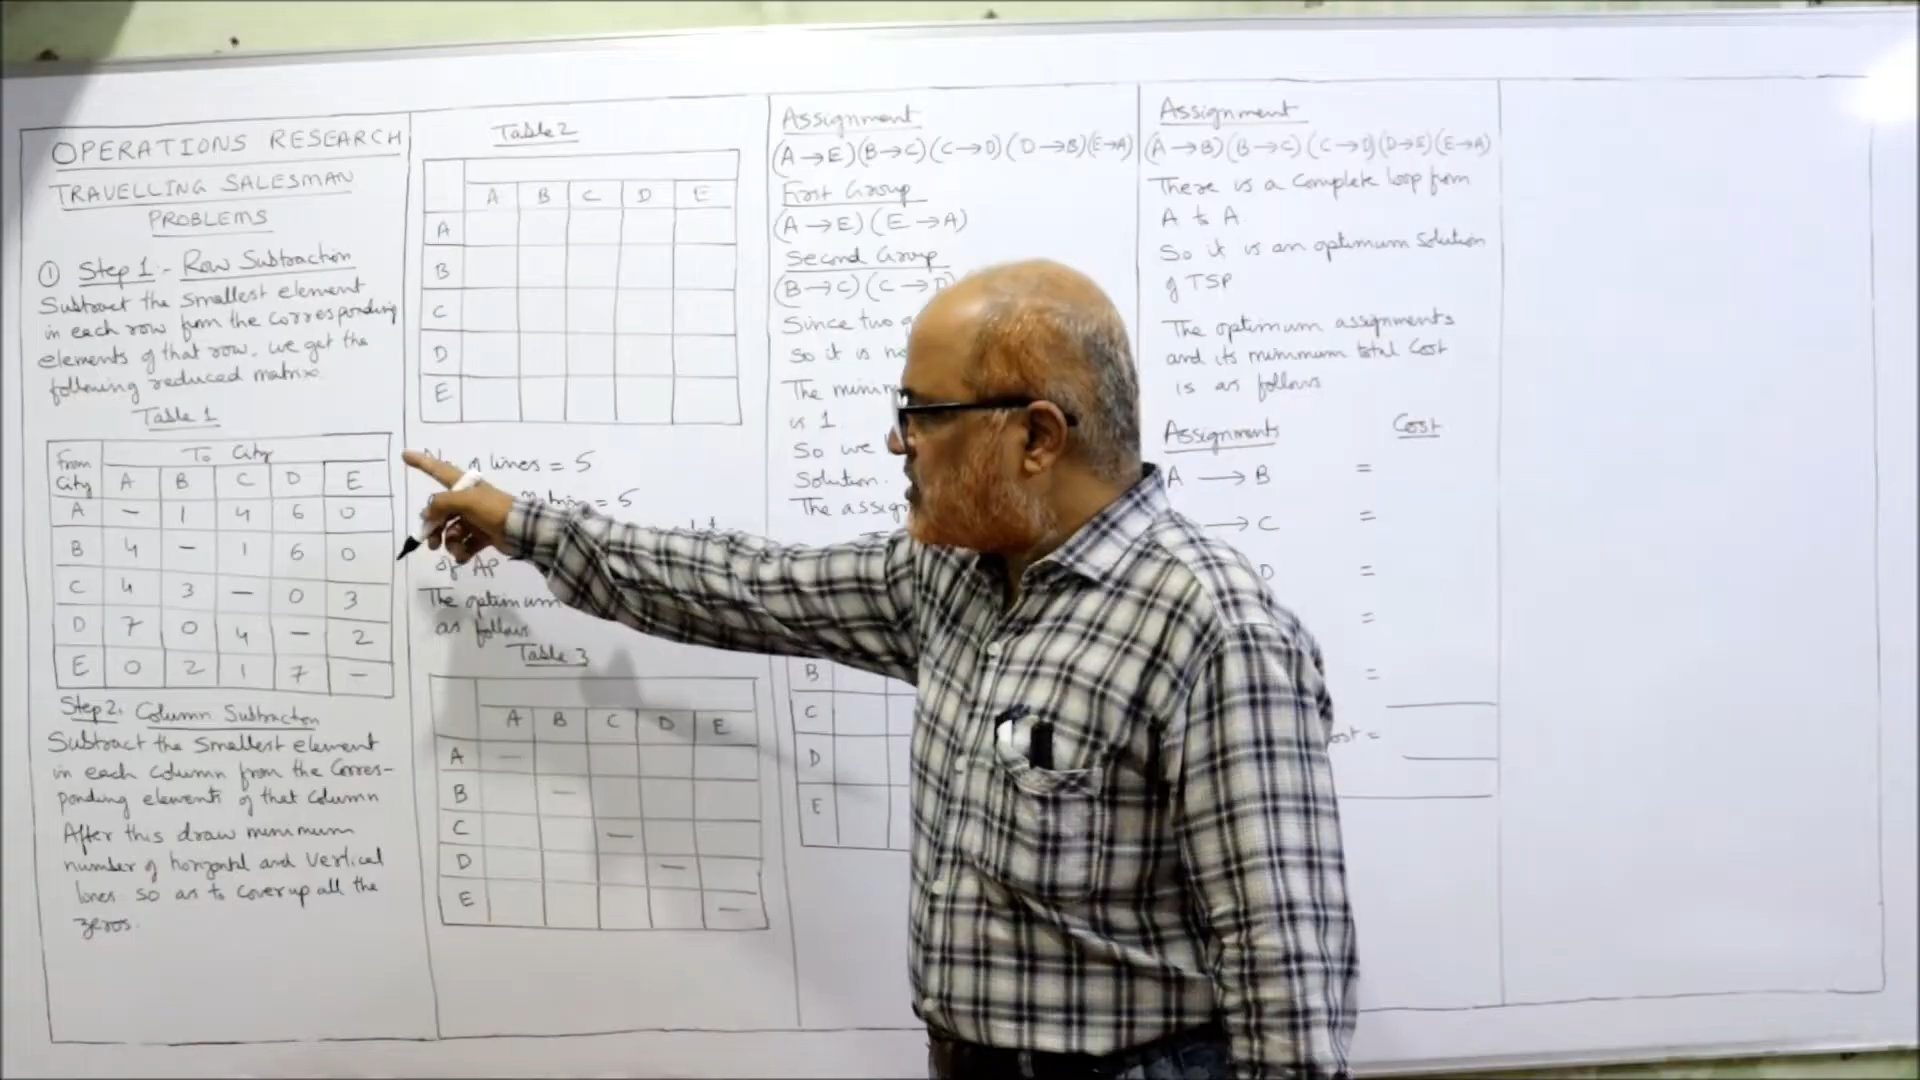 OPERATIONS RESEARCH
TRAVELLING SALESMAN
PROBLEMS
① Step 1:- Row Subtraction
Subtract the smallest element
in each row from the corresponding
elements of that row. we get the
following reduced matrix.
Table 1
From City To City
A B C D E
A – 1 4 6 0
B 4 – 1 6 0
C 4 3 – 0 3
D 7 0 4 – 2
E 0 2 1 7 –
Step 2. Column Subtraction
Subtract the smallest element
in each column from the Corres-
ponding elements of that column
After this draw minimum
number of horizontal and vertical
lines so as to cover up all the
zeros.
Table 2
A B C D E
A
B
C
D
E
lines = 5
= 5
of AP
The optimum
as follows
Table 3
A B C D E
A –
B –
C –
D –
E –
Assignment
(A→E)(B→C)(C→D)(D→B)(E→A)
First Group
(A→E)(E→A)
Second Group
(B→C)(C→D)
Since two
So it is
The
is 1.
So we
Solution.
The
B
C
D
E
Assignment
(A→B)(B→C)(C→D)(D→E)(E→A)
There is a complete loop from
A to A
So it is an optimum solution
of TSP
The optimum assignments
and its minimum total cost
is as follows
Assignments Cost
A → B =
→ C =
D =
=
=
=